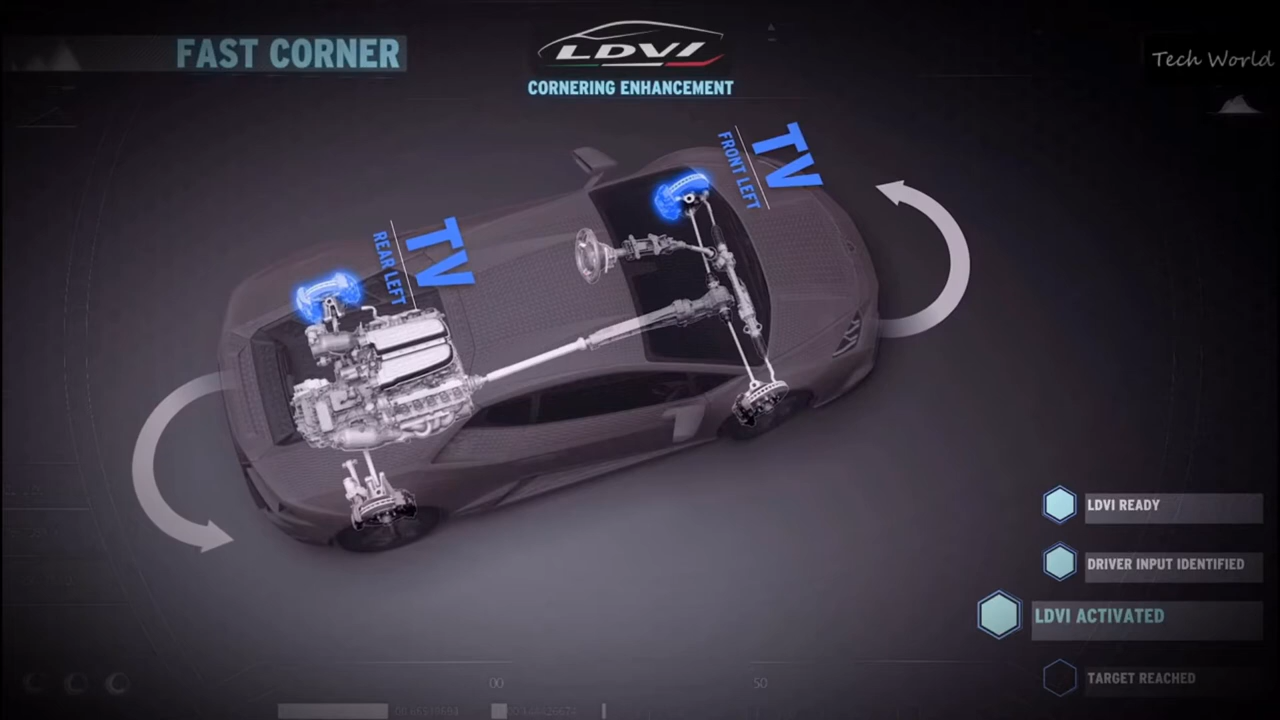 FAST CORNER
LDVI
CORNERING ENHANCEMENT
Tech World
TV
FRONT LEFT
TV
REAR LEFT
LDVI READY
DRIVER INPUT IDENTIFIED
LDVI ACTIVATED
TARGET REACHED
00
50